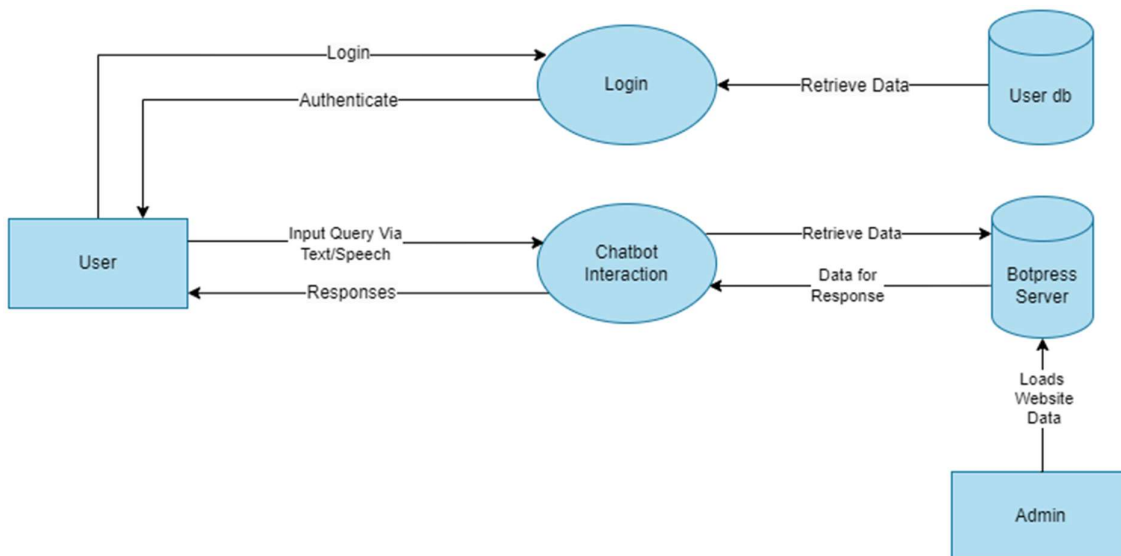 Login
Authenticate
Login
Retrieve Data
User db
User
Input Query Via
Text/Speech
Responses
Chatbot
Interaction
Retrieve Data
Data for
Response
Botpress
Server
Loads
Website
Data
Admin